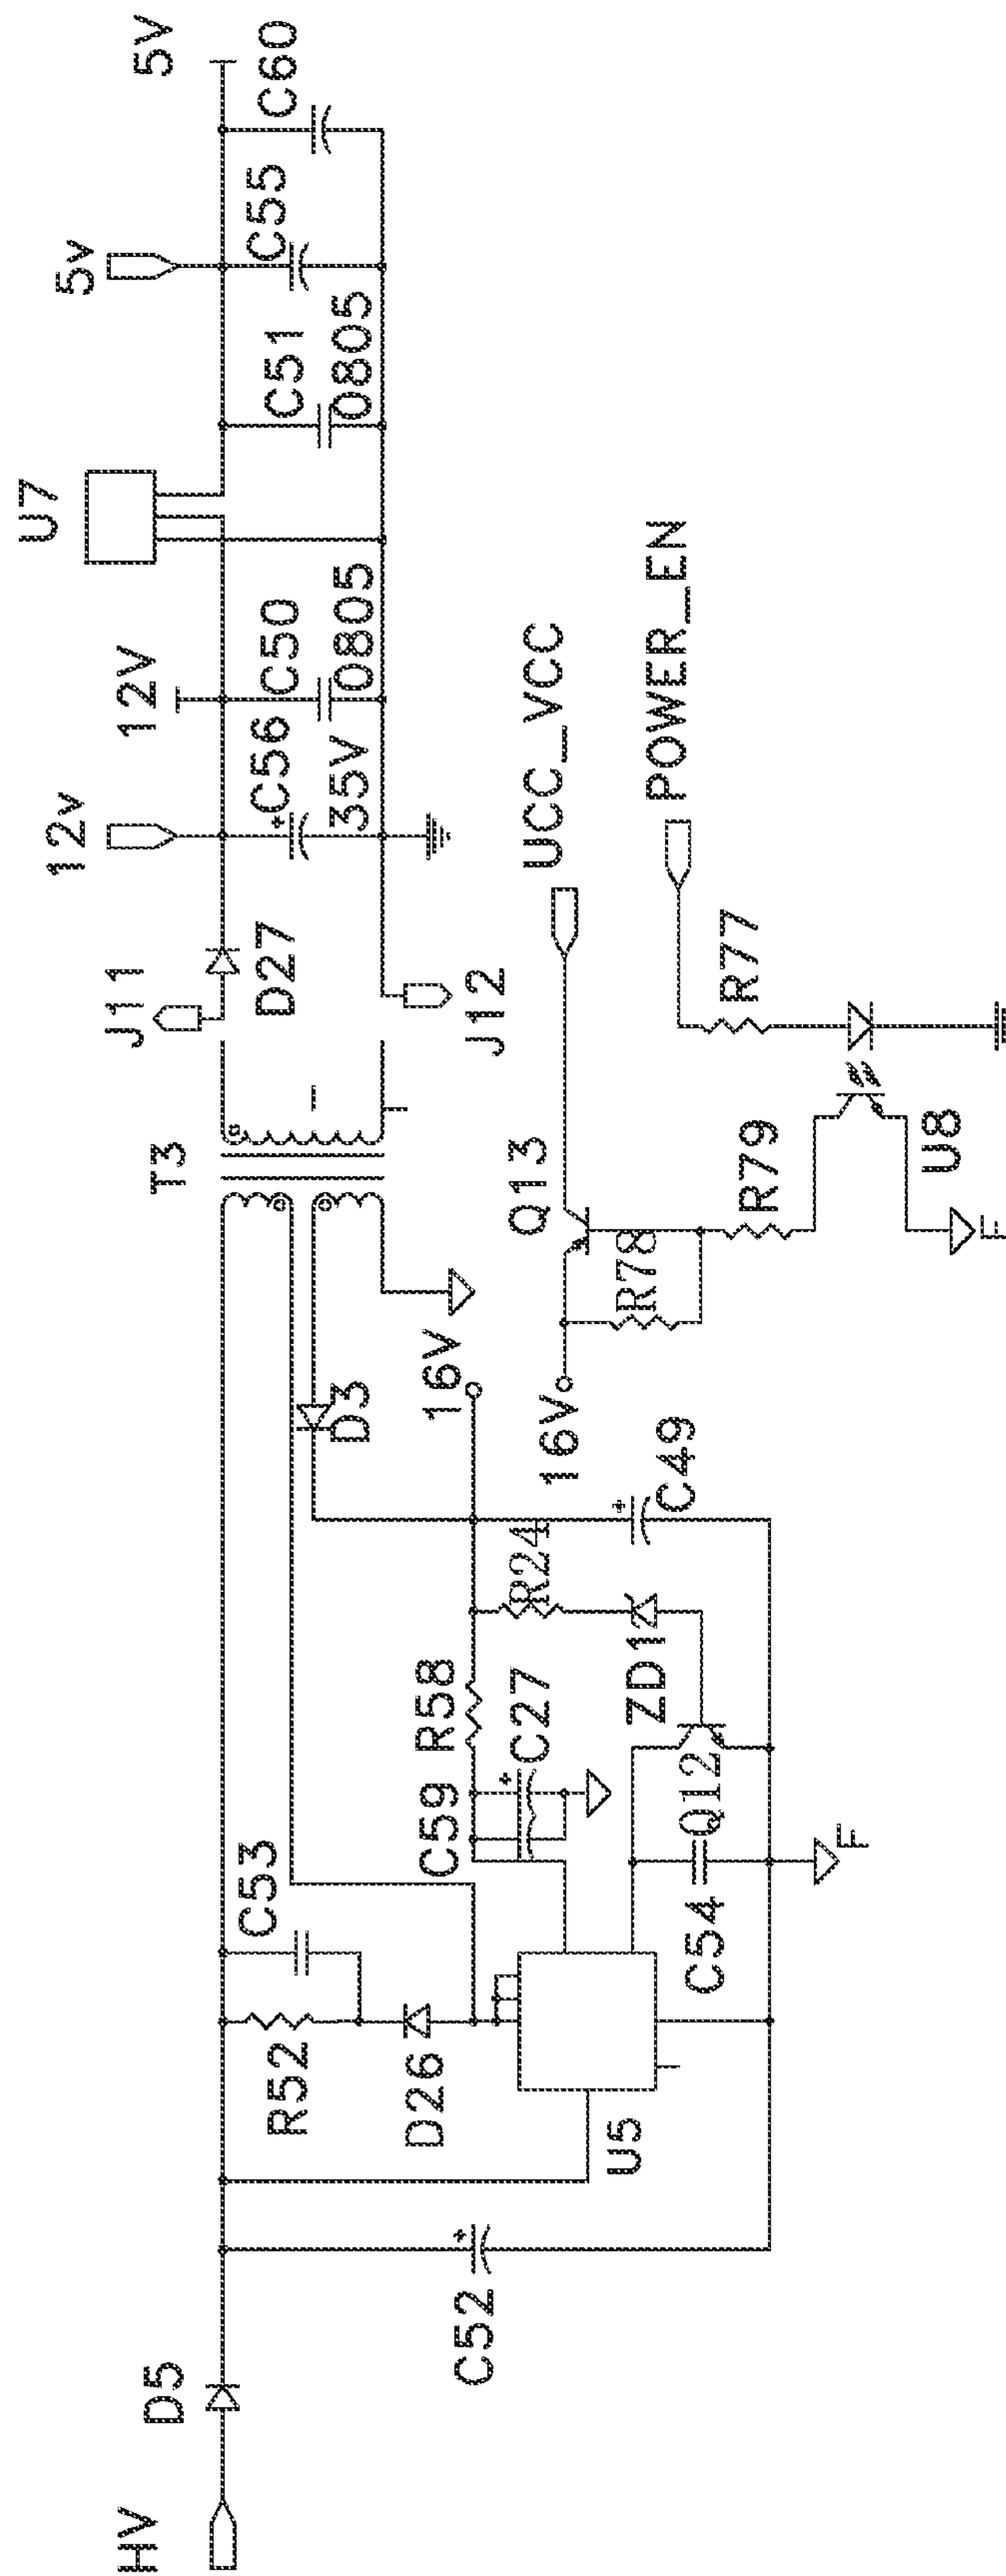 HV
D5
C52
R52
C53
D26
U5
C59
R58
C27
C54
Q12
ZD1
R24
C49
F
D3
16V
T3
J11
D27
J12
12v
12V
C56
35V
C50
0805
U7
C51
0805
5v
C55
C60
5V
16V
R78
Q13
UCC_VCC
R79
U8
F
R77
POWER_EN